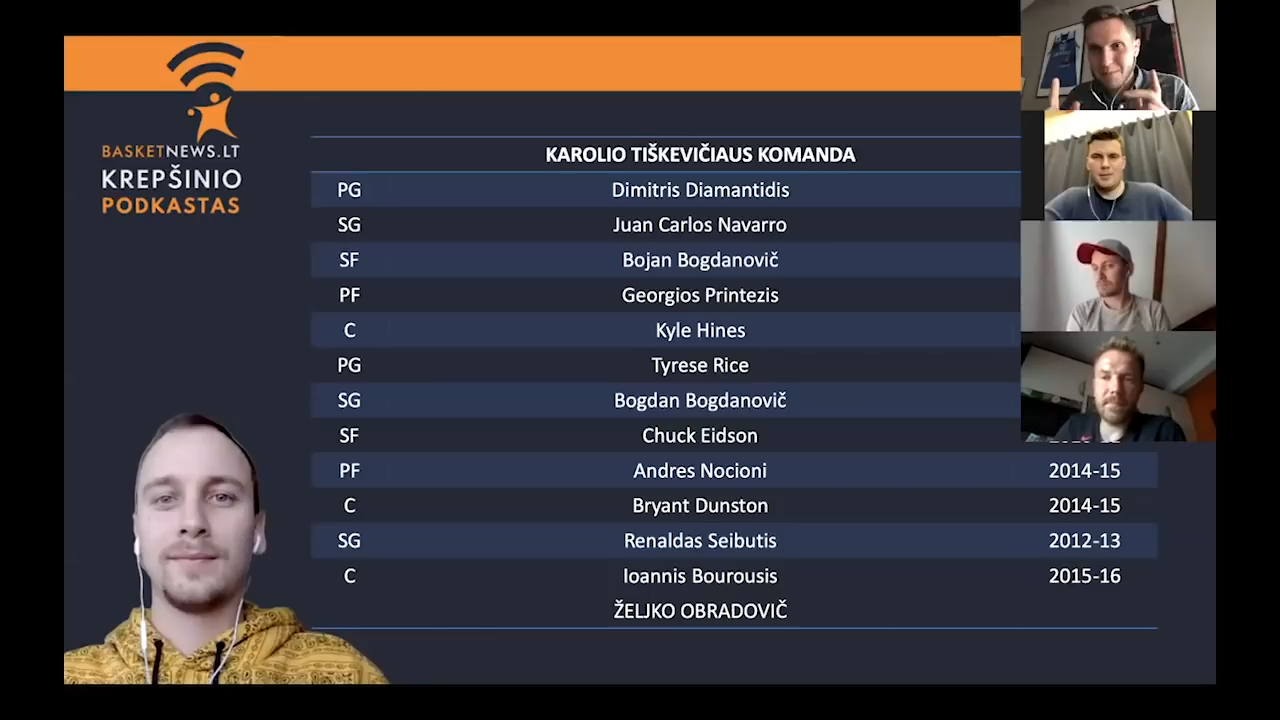 BASKETNEWS.LT
KREPŠINIO
PODKASTAS
KAROLIO TIŠKEVIČIAUS KOMANDA
PG Dimitris Diamantidis
SG Juan Carlos Navarro
SF Bojan Bogdanovič
PF Georgios Printezis
C Kyle Hines
PG Tyrese Rice
SG Bogdan Bogdanovič
SF Chuck Eidson
PF Andres Nocioni 2014-15
C Bryant Dunston 2014-15
SG Renaldas Seibutis 2012-13
C Ioannis Bourousis 2015-16
ŽELJKO OBRADOVIČ